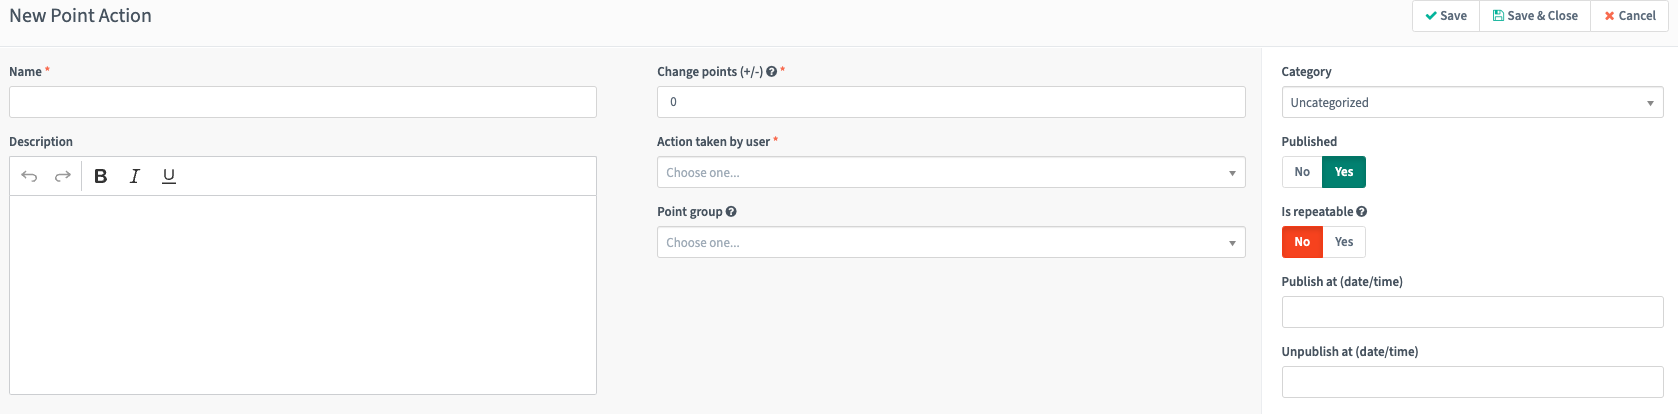 New Point Action
Save
Save & Close
Cancel
Name *
Description
B I U
Change points (+/-) *
0
Action taken by user *
Choose one...
Point group
Choose one...
Category
Uncategorized
Published
No Yes
Is repeatable
No Yes
Publish at (date/time)
Unpublish at (date/time)